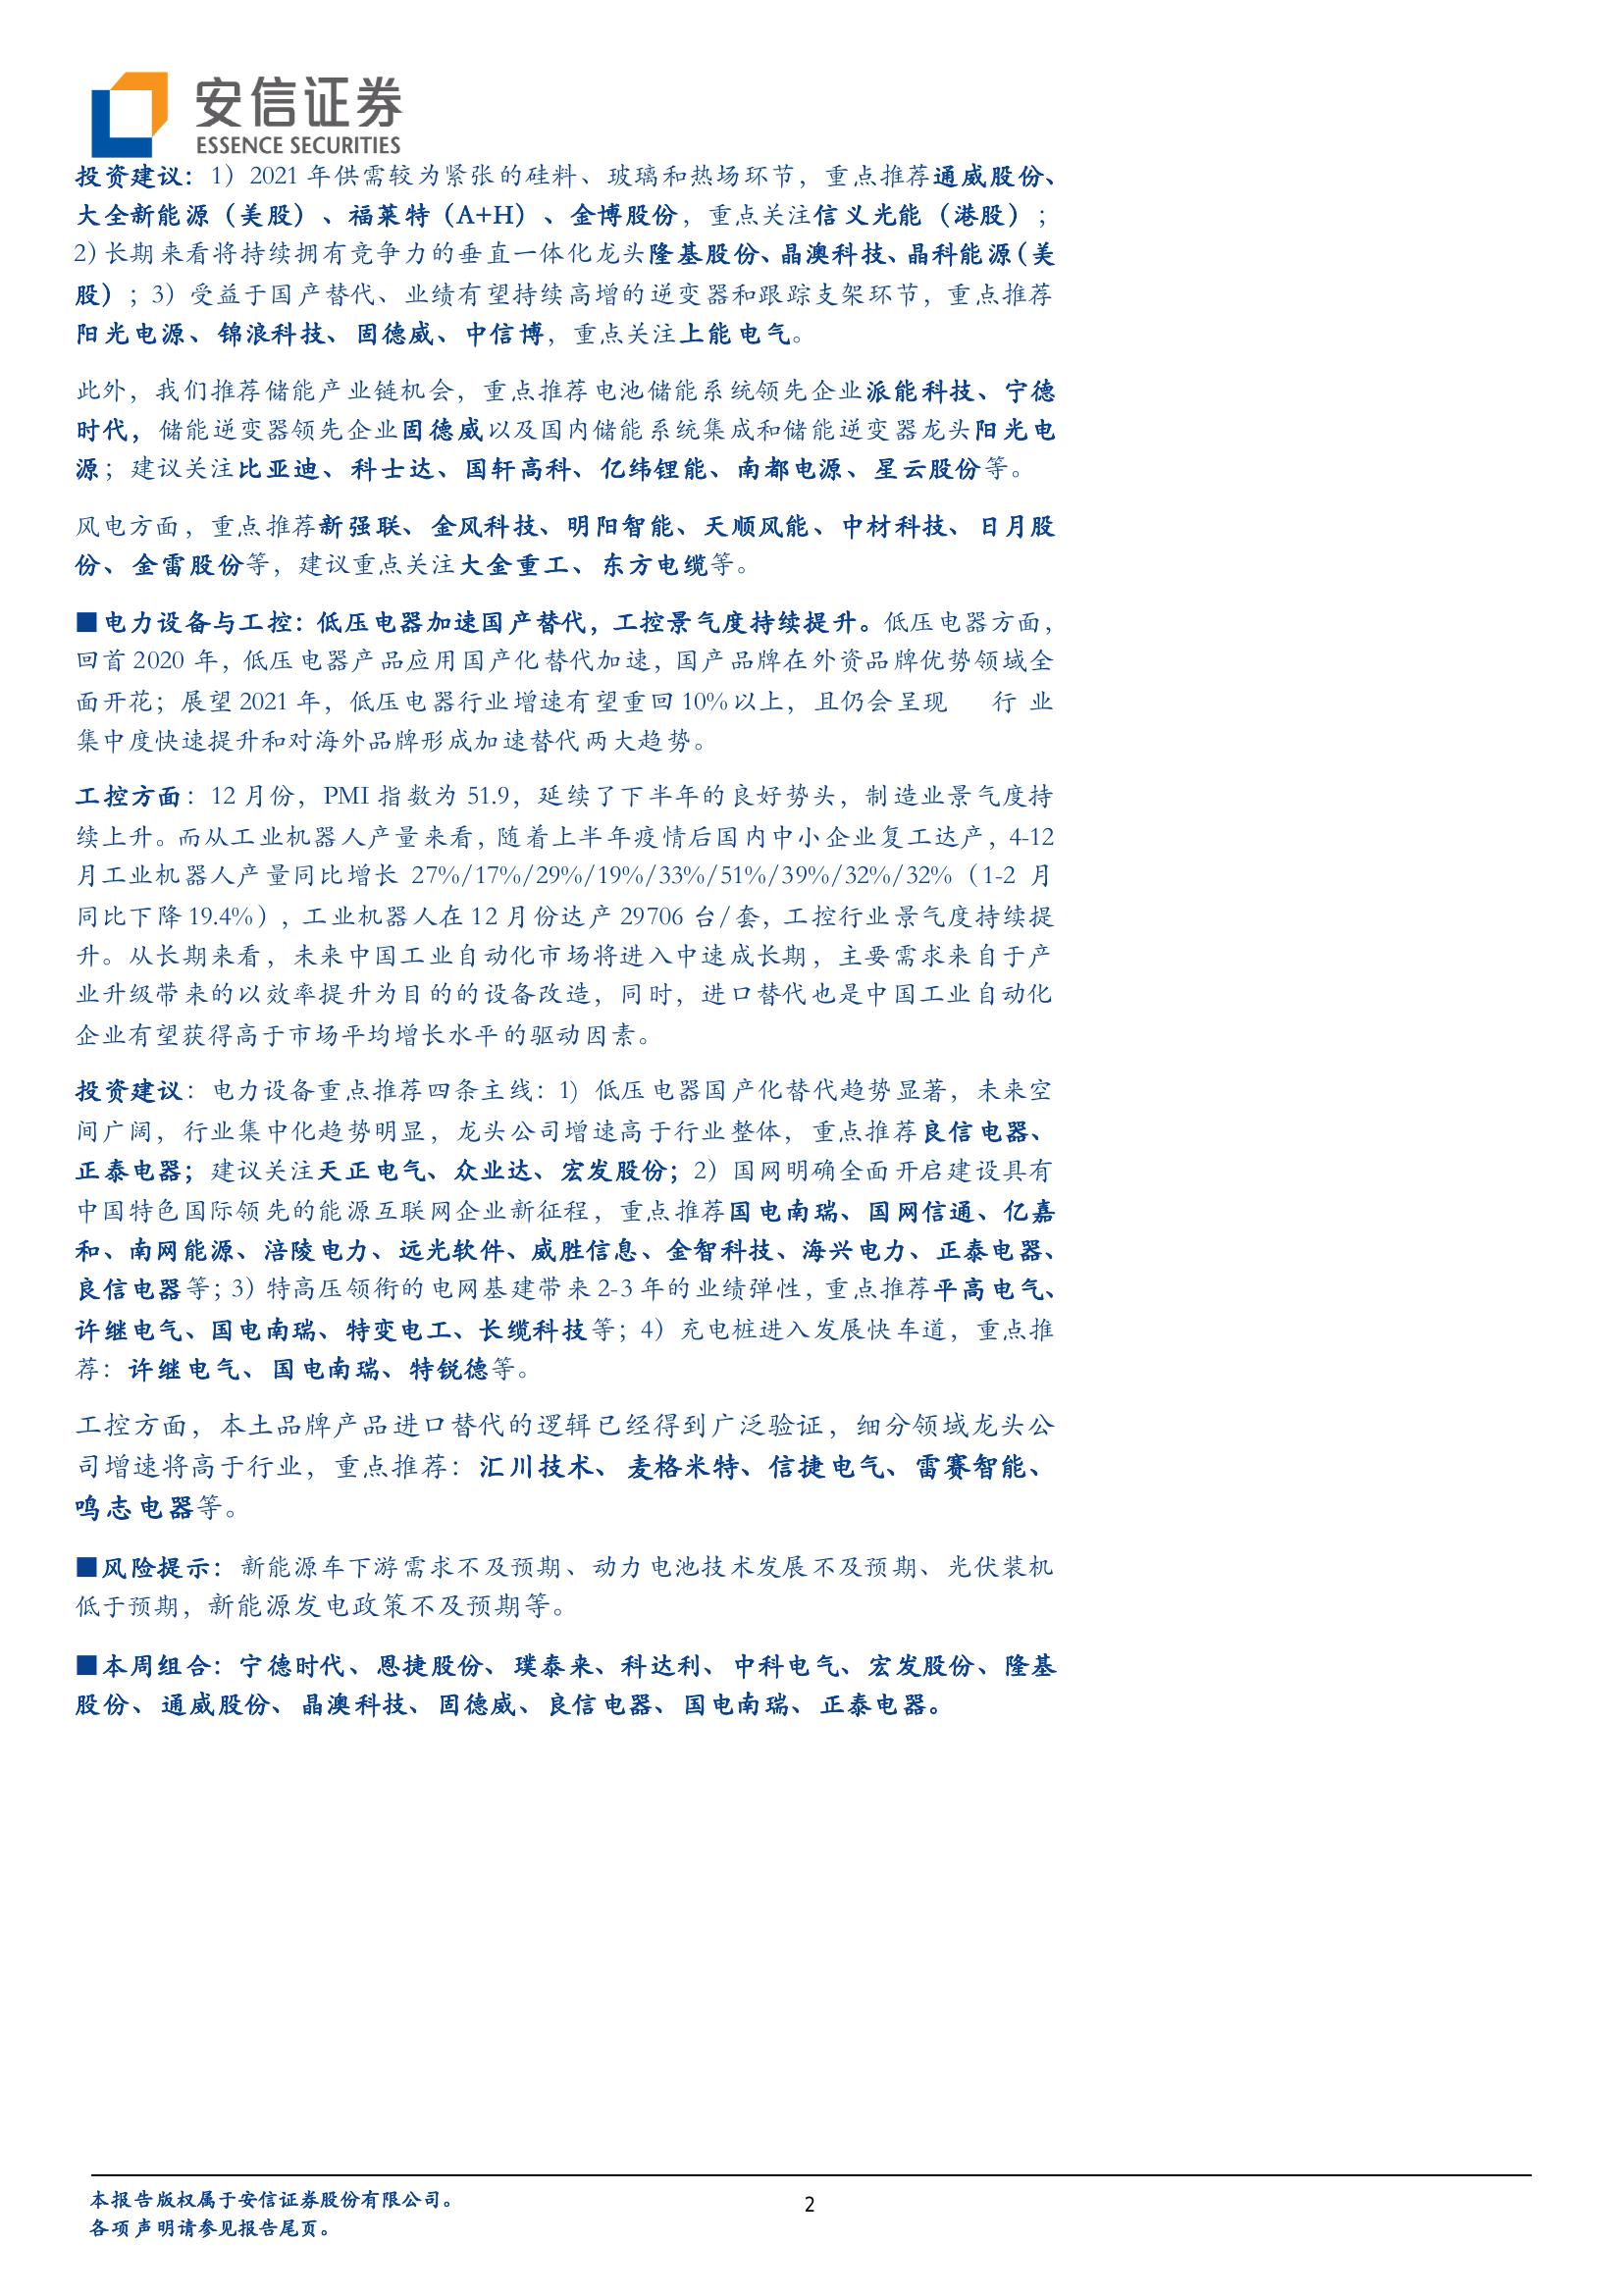 安信证券
ESSENCE SECURITIES
投资建议：1）2021 年供需较为紧张的硅料、玻璃和热场环节，重点推荐通威股份、
大全新能源（美股）、福莱特（A+H）、金博股份，重点关注信义光能（港股）；
2）长期来看将持续拥有竞争力的垂直一体化龙头隆基股份、晶澳科技、晶科能源（美
股）；3）受益于国产替代、业绩有望持续高增的逆变器和跟踪支架环节，重点推荐
阳光电源、锦浪科技、固德威、中信博，重点关注上能电气。
此外，我们推荐储能产业链机会，重点推荐电池储能系统领先企业派能科技、宁德
时代，储能逆变器领先企业固德威以及国内储能系统集成和储能逆变器龙头阳光电
源；建议关注比亚迪、科士达、国轩高科、亿纬锂能、南都电源、星云股份等。
风电方面，重点推荐新强联、金风科技、明阳智能、天顺风能、中材科技、日月股
份、金雷股份等，建议重点关注大金重工、东方电缆等。
■电力设备与工控：低压电器加速国产替代，工控景气度持续提升。低压电器方面，
回首 2020 年，低压电器产品应用国产化替代加速，国产品牌在外资品牌优势领域全
面开花；展望 2021 年，低压电器行业增速有望重回 10%以上，且仍会呈现 行业
集中度快速提升和对海外品牌形成加速替代两大趋势。
工控方面：12 月份，PMI 指数为 51.9，延续了下半年的良好势头，制造业景气度持
续上升。而从工业机器人产量来看，随着上半年疫情后国内中小企业复工达产，4-12
月工业机器人产量同比增长 27%/17%/29%/19%/33%/51%/39%/32%/32%（1-2 月
同比下降 19.4%），工业机器人在 12 月份达产 29706 台/套，工控行业景气度持续提
升。从长期来看，未来中国工业自动化市场将进入中速成长期，主要需求来自于产
业升级带来的以效率提升为目的的设备改造，同时，进口替代也是中国工业自动化
企业有望获得高于市场平均增长水平的驱动因素。
投资建议：电力设备重点推荐四条主线：1) 低压电器国产化替代趋势显著，未来空
间广阔，行业集中化趋势明显，龙头公司增速高于行业整体，重点推荐良信电器、
正泰电器；建议关注天正电气、众业达、宏发股份；2）国网明确全面开启建设具有
中国特色国际领先的能源互联网企业新征程，重点推荐国电南瑞、国网信通、亿嘉
和、南网能源、涪陵电力、远光软件、威胜信息、金智科技、海兴电力、正泰电器、
良信电器等；3）特高压领衔的电网基建带来 2-3 年的业绩弹性，重点推荐平高电气、
许继电气、国电南瑞、特变电工、长缆科技等；4）充电桩进入发展快车道，重点推
荐：许继电气、国电南瑞、特锐德等。
工控方面，本土品牌产品进口替代的逻辑已经得到广泛验证，细分领域龙头公
司增速将高于行业，重点推荐：汇川技术、麦格米特、信捷电气、雷赛智能、
鸣志电器等。
■风险提示：新能源车下游需求不及预期、动力电池技术发展不及预期、光伏装机
低于预期，新能源发电政策不及预期等。
■本周组合：宁德时代、恩捷股份、璞泰来、科达利、中科电气、宏发股份、隆基
股份、通威股份、晶澳科技、固德威、良信电器、国电南瑞、正泰电器。
本报告版权属于安信证券股份有限公司。
2
各项声明请参见报告尾页。